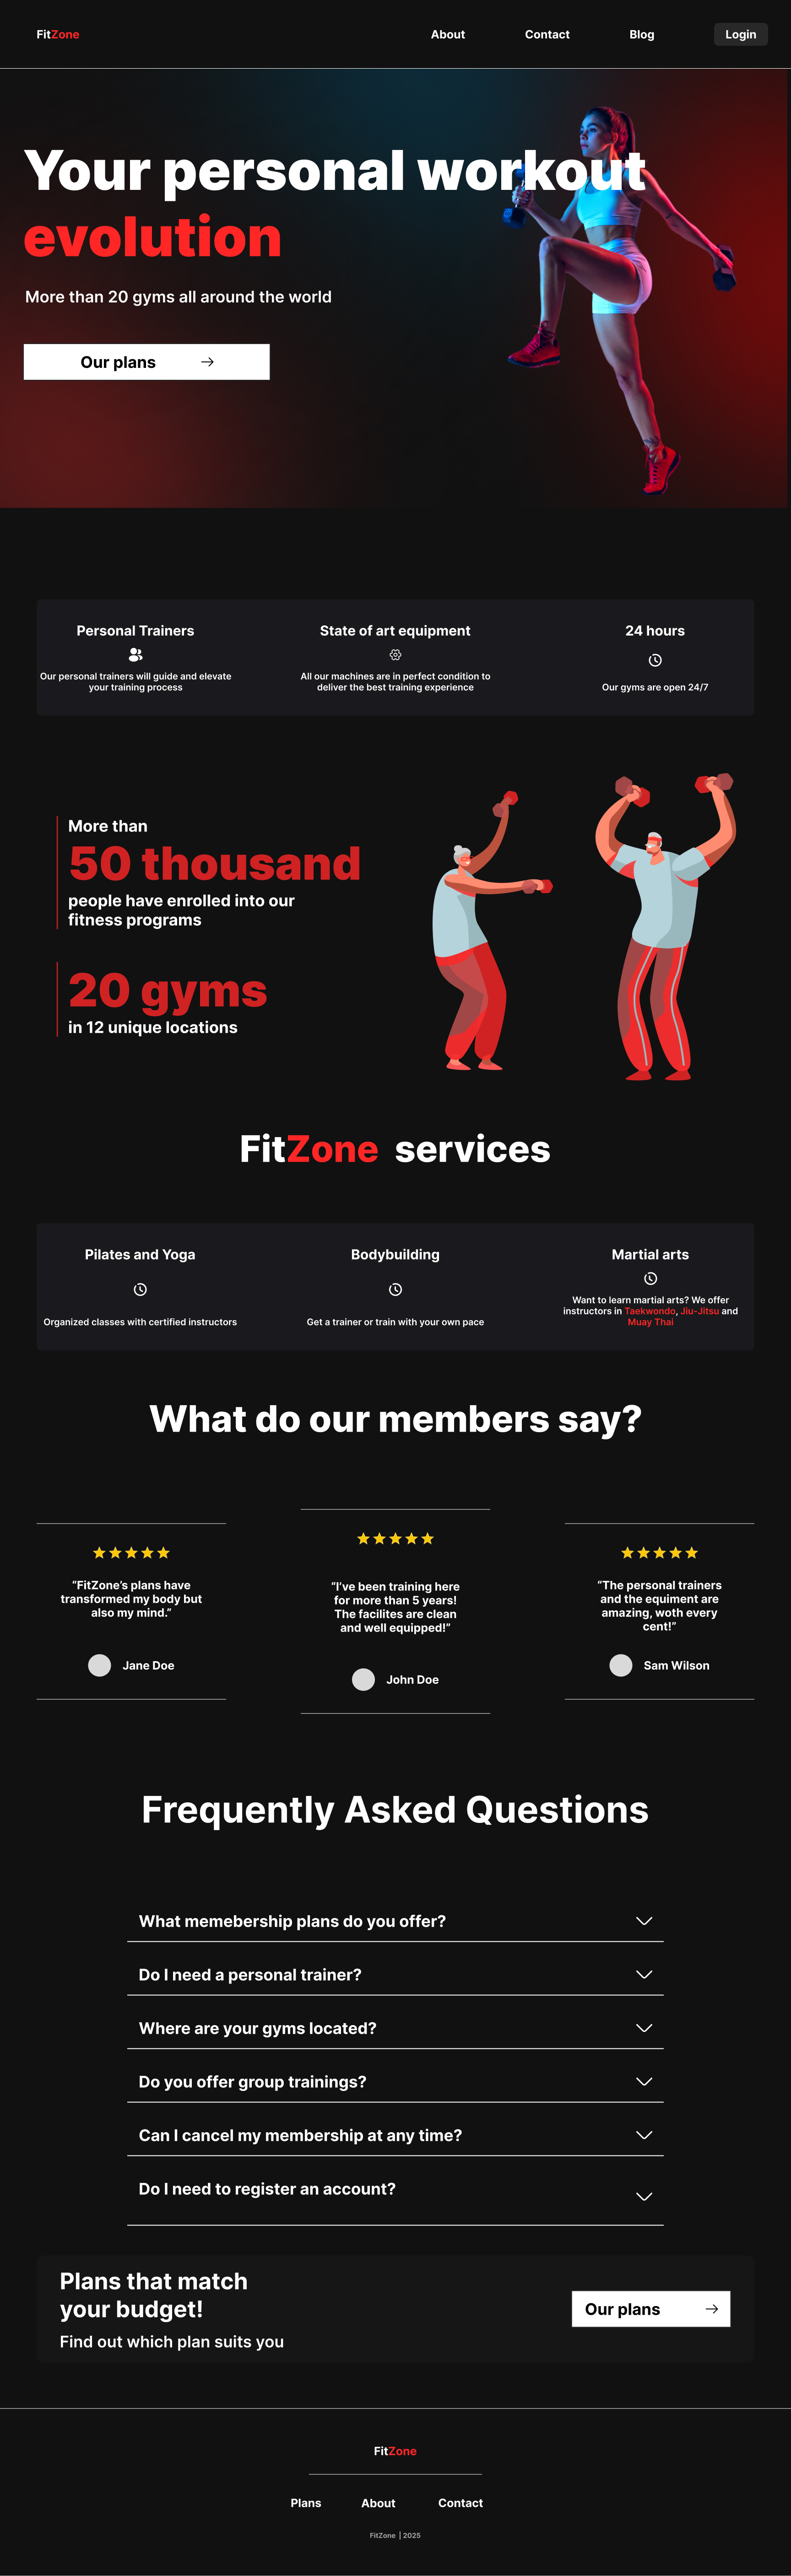 FitZone
About
Contact
Blog
Login
Your personal workout
evolution
More than 20 gyms all around the world
Our plans
Personal Trainers
Our personal trainers will guide and elevate
your training process
State of art equipment
All our machines are in perfect condition to
deliver the best training experience
24 hours
Our gyms are open 24/7
More than
50 thousand
people have enrolled into our
fitness programs
20 gyms
in 12 unique locations
FitZone services
Pilates and Yoga
Organized classes with certified instructors
Bodybuilding
Get a trainer or train with your own pace
Martial arts
Want to learn martial arts? We offer
instructors in Taekwondo, Jiu-Jitsu and
Muay Thai
What do our members say?
“FitZone’s plans have
transformed my body but
also my mind.”
Jane Doe
“I’ve been training here
for more than 5 years!
The facilites are clean
and well equipped!”
John Doe
“The personal trainers
and the equiment are
amazing, woth every
cent!”
Sam Wilson
Frequently Asked Questions
What memebership plans do you offer?
Do I need a personal trainer?
Where are your gyms located?
Do you offer group trainings?
Can I cancel my membership at any time?
Do I need to register an account?
Plans that match
your budget!
Find out which plan suits you
Our plans
FitZone
Plans
About
Contact
FitZone | 2025